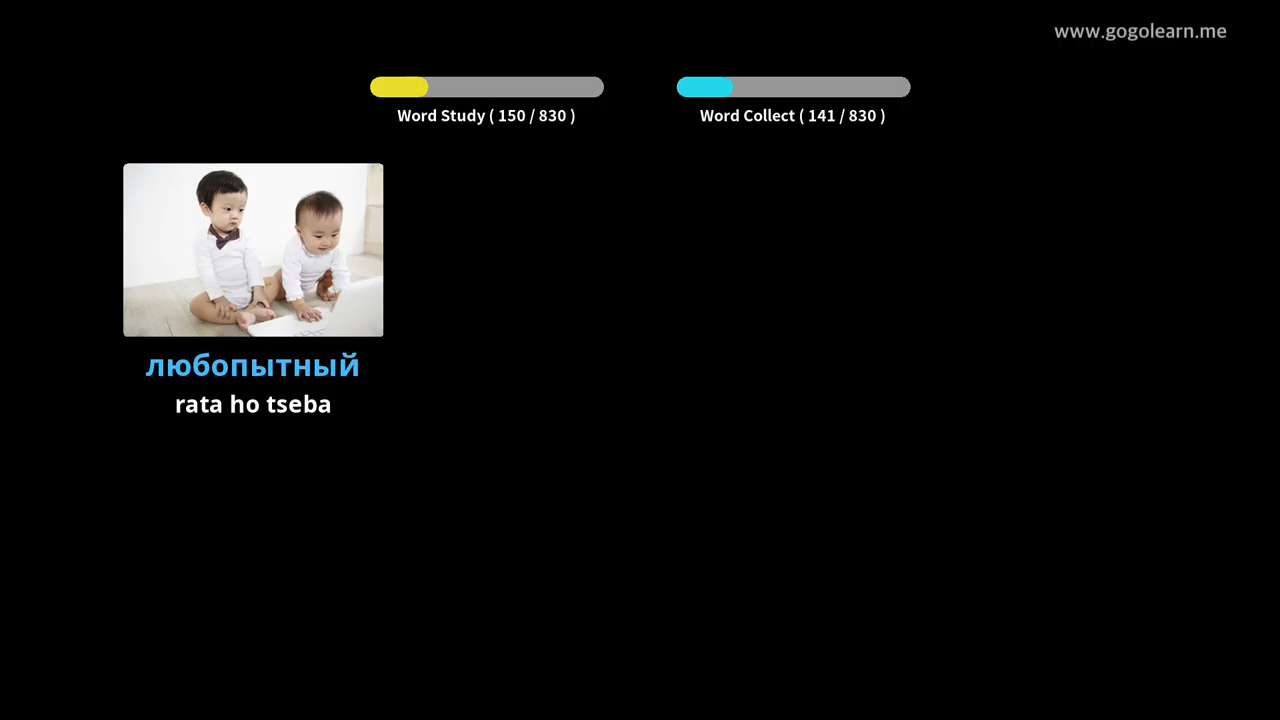 www.gogolearn.me
Word Study ( 150 / 830 )
Word Collect ( 141 / 830 )
любопытный
rata ho tseba